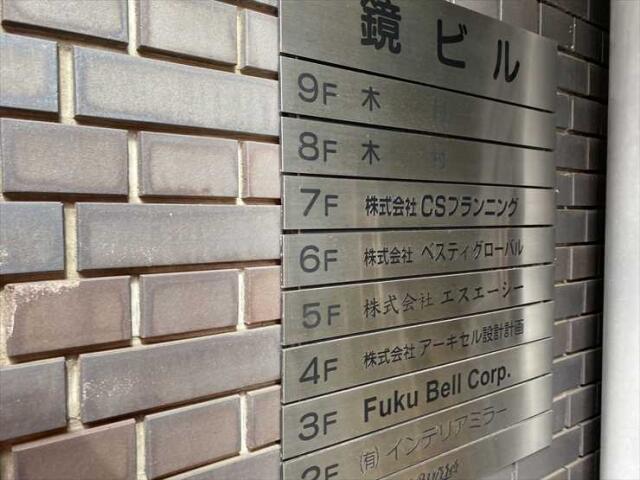 鏡ビル
9F 木 村
8F 木 村
7F 株式会社 CSプランニング
6F 株式会社 ベスティグローバル
5F 株式会社 エスエーシー
4F 株式会社 アーキセル設計計画
3F Fuku Bell Corp.
2F (有) インテリアミラー